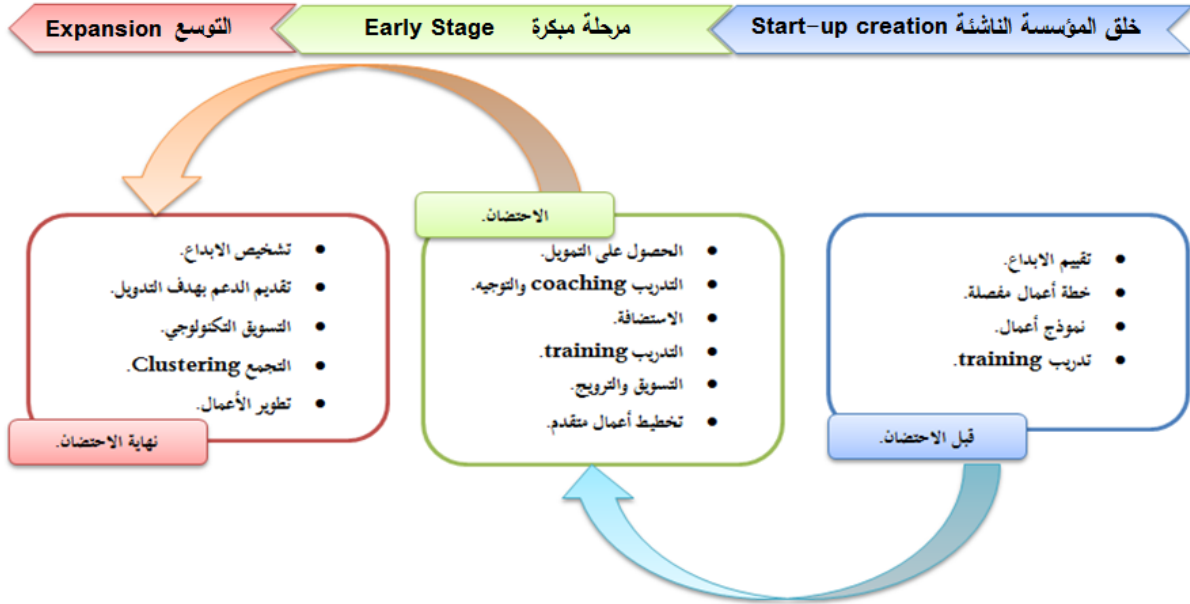 خلق المؤسسة الناشئة Start-up creation
مرحلة مبكرة Early Stage
التوسع Expansion
تقييم الابداع.
خطة أعمال مفصلة.
نموذج أعمال.
تدريب training.
قبل الاحتضان.
الاحتضان.
الحصول على التمويل.
التدريب coaching والتوجيه.
الاستضافة.
التدريب training.
التسويق والترويج.
تخطيط أعمال متقدم.
تشخيص الابداع.
تقديم الدعم بهدف التدويل.
التسويق التكنولوجي.
التجمع Clustering.
تطوير الأعمال.
نهاية الاحتضان.